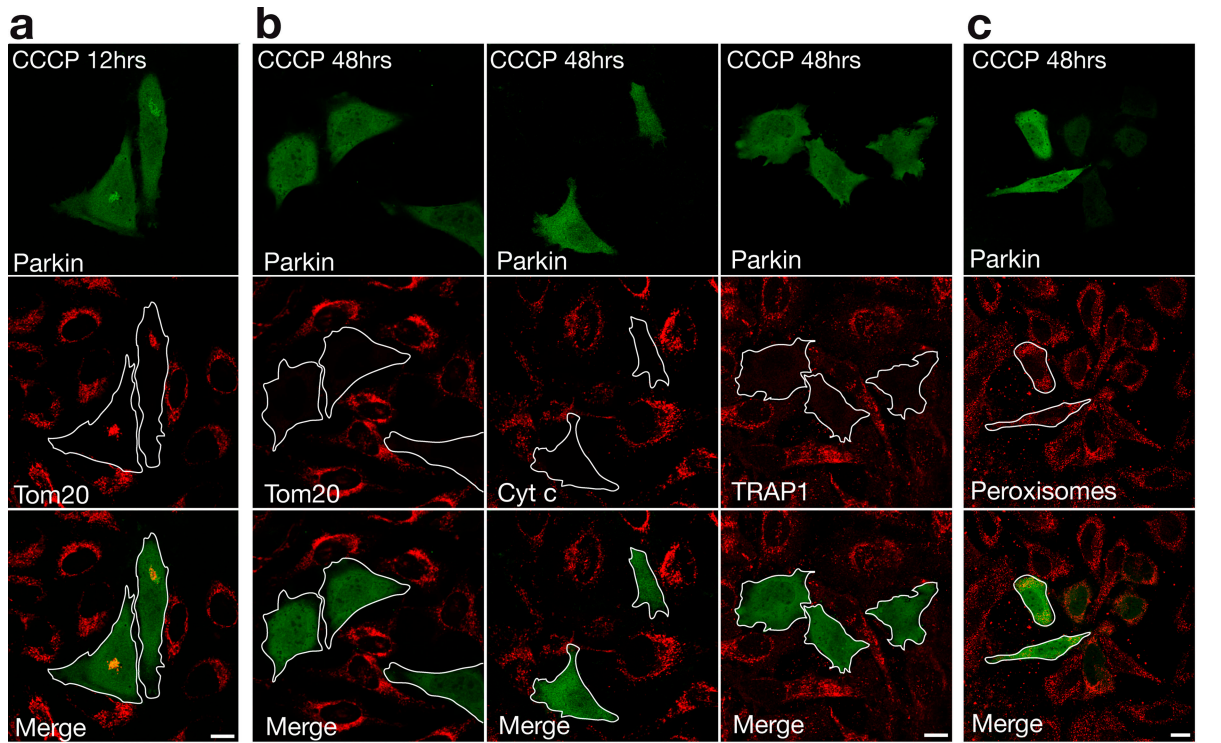 a
b
c
CCCP 12hrs
CCCP 48hrs
CCCP 48hrs
CCCP 48hrs
CCCP 48hrs
Parkin
Parkin
Parkin
Parkin
Parkin
Tom20
Tom20
Cyt c
TRAP1
Peroxisomes
Merge
Merge
Merge
Merge
Merge